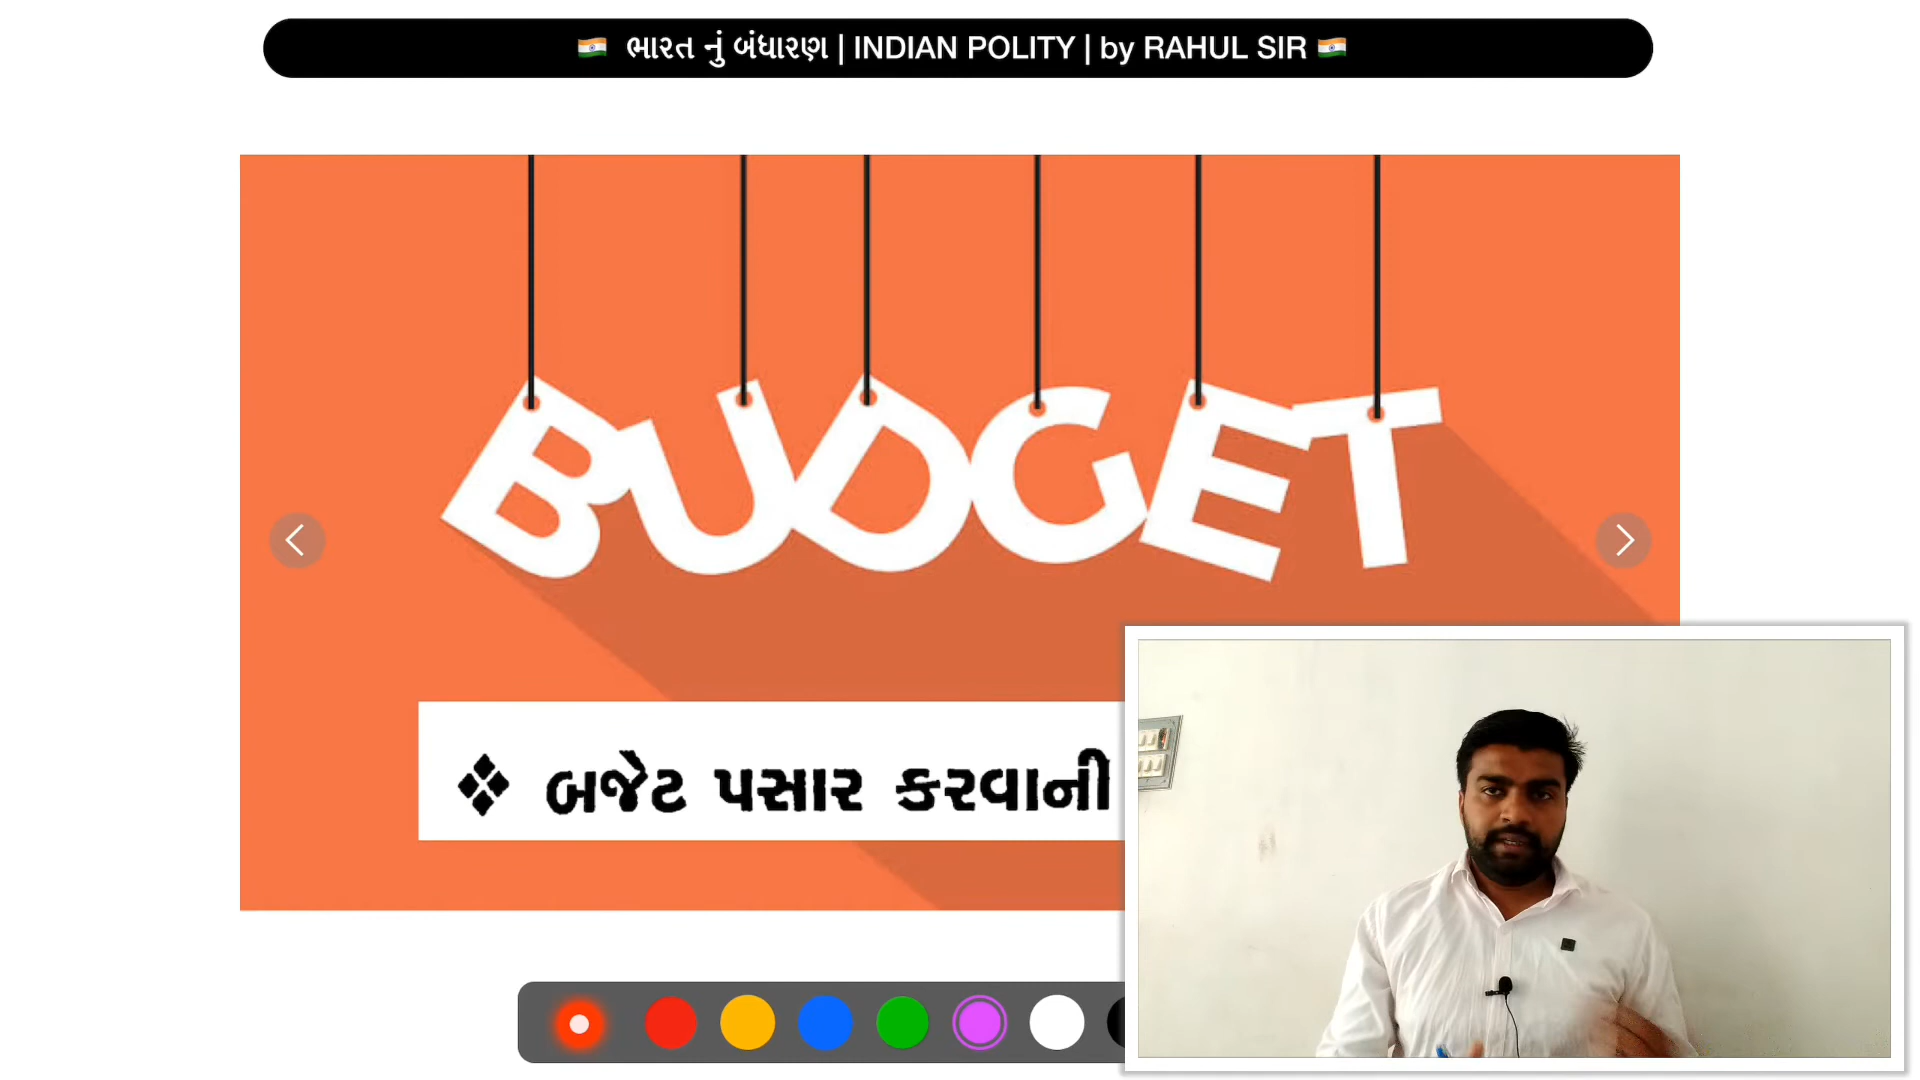 🇮🇳 ભારત નું બંધારણ | INDIAN POLITY | by RAHUL SIR 🇮🇳
BUDGET
❖ બજેટ પસાર કરવાની